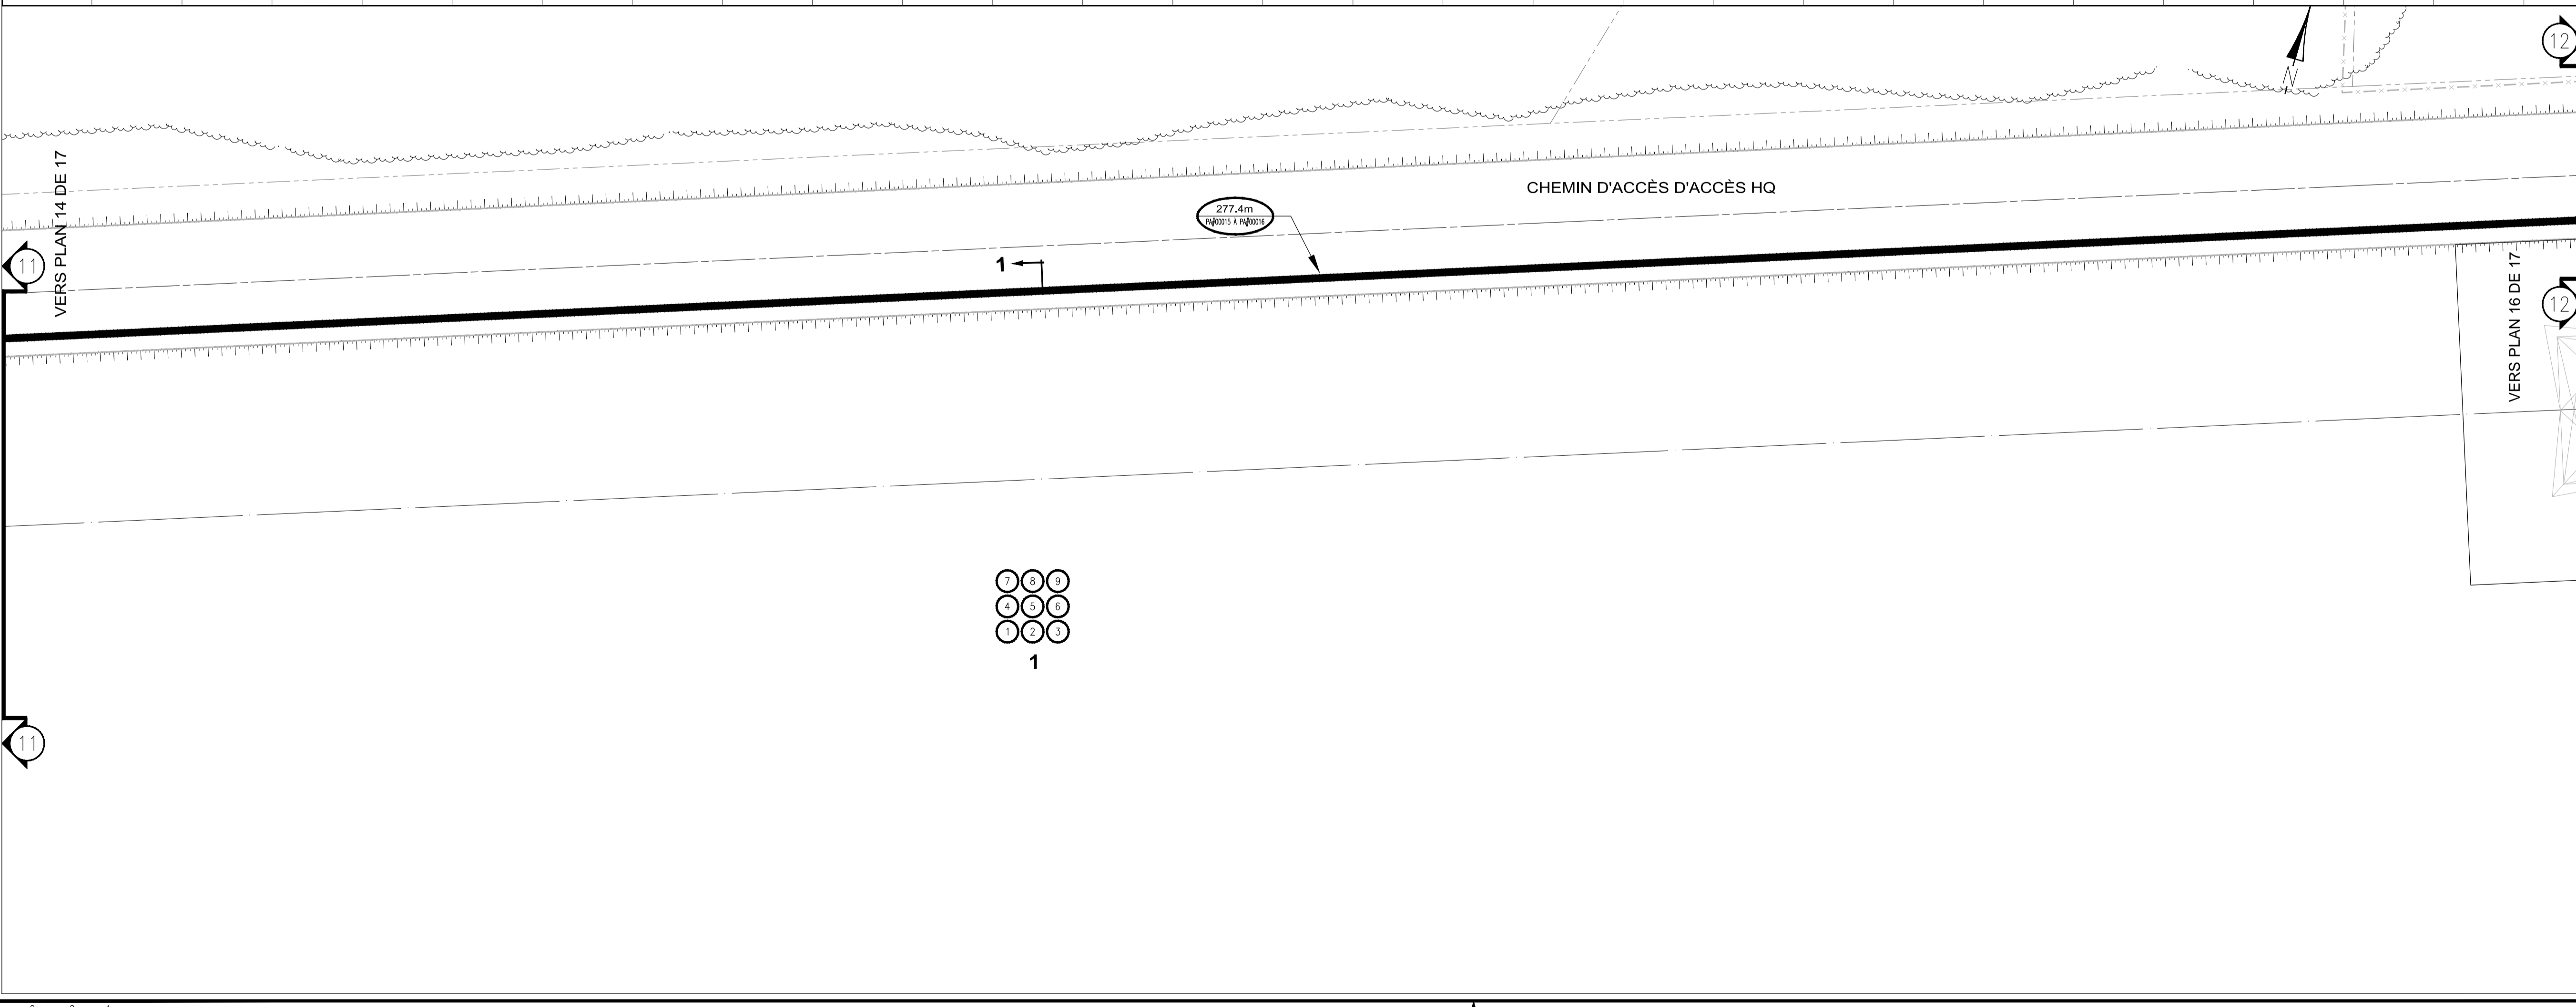 12
N
VERS PLAN 14 DE 17
CHEMIN D'ACCÈS D'ACCÈS HQ
277.4m
11
1
12
VERS PLAN 16 DE 17
7 8 9
4 5 6
1 2 3
1
11